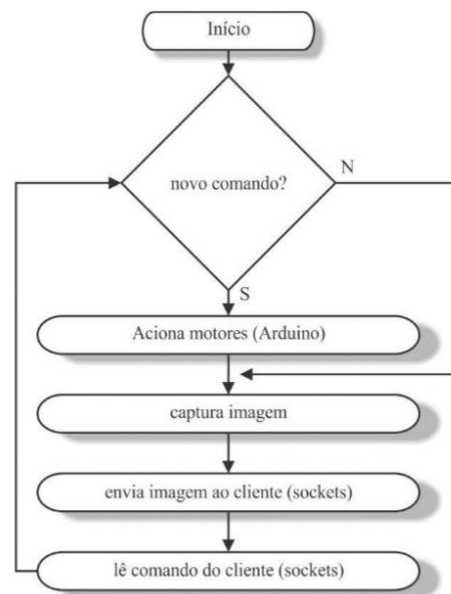 Início
novo comando?
N
S
Aciona motores (Arduino)
captura imagem
envia imagem ao cliente (sockets)
lê comando do cliente (sockets)